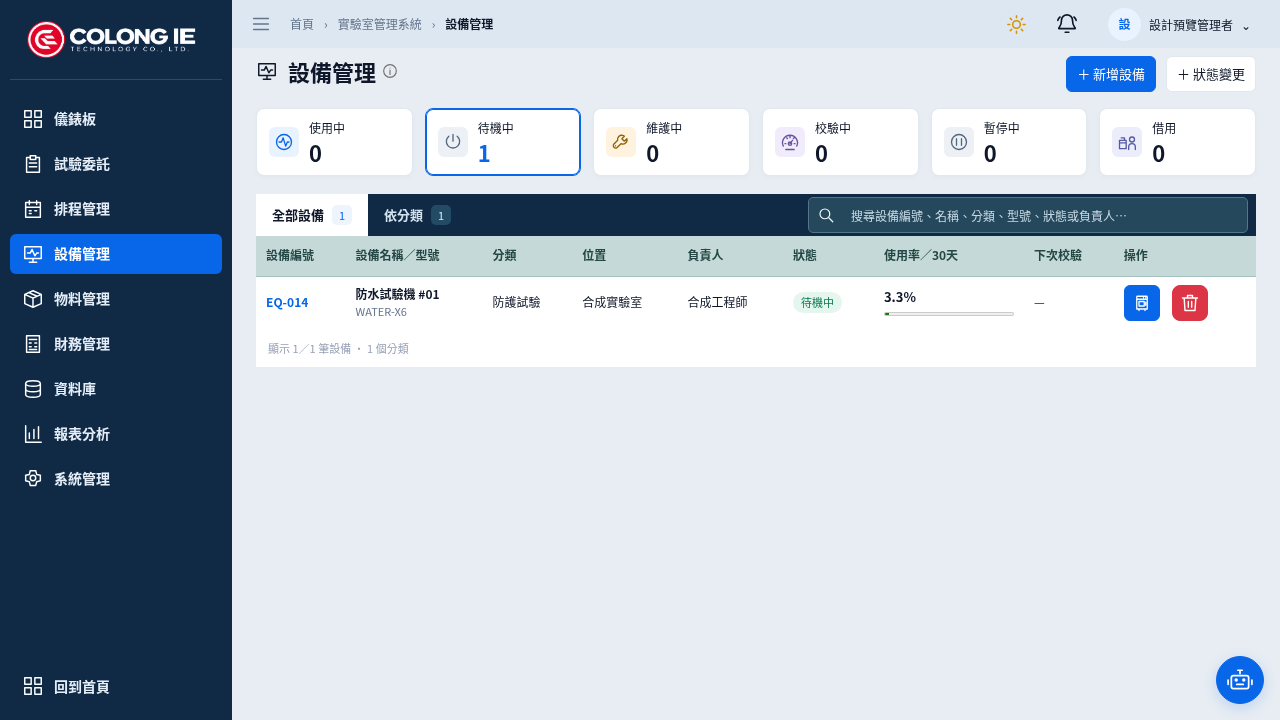 COLONG IE
TECHNOLOGY CO., LTD.
儀錶板
試驗委託
排程管理
設備管理
物料管理
財務管理
資料庫
報表分析
系統管理
回到首頁
首頁 › 實驗室管理系統 › 設備管理
設 設計預覽管理者
設備管理
＋ 新增設備
＋ 狀態變更
使用中
0
待機中
1
維護中
0
校驗中
0
暫停中
0
借用
0
全部設備 1
依分類 1
搜尋設備編號、名稱、分類、型號、狀態或負責人⋯
設備編號 設備名稱／型號 分類 位置 負責人 狀態 使用率／30天 下次校驗 操作
EQ-014 防水試驗機 #01 防護試驗 合成實驗室 合成工程師 待機中 3.3% —
WATER-X6
顯示 1／1 筆設備 · 1 個分類